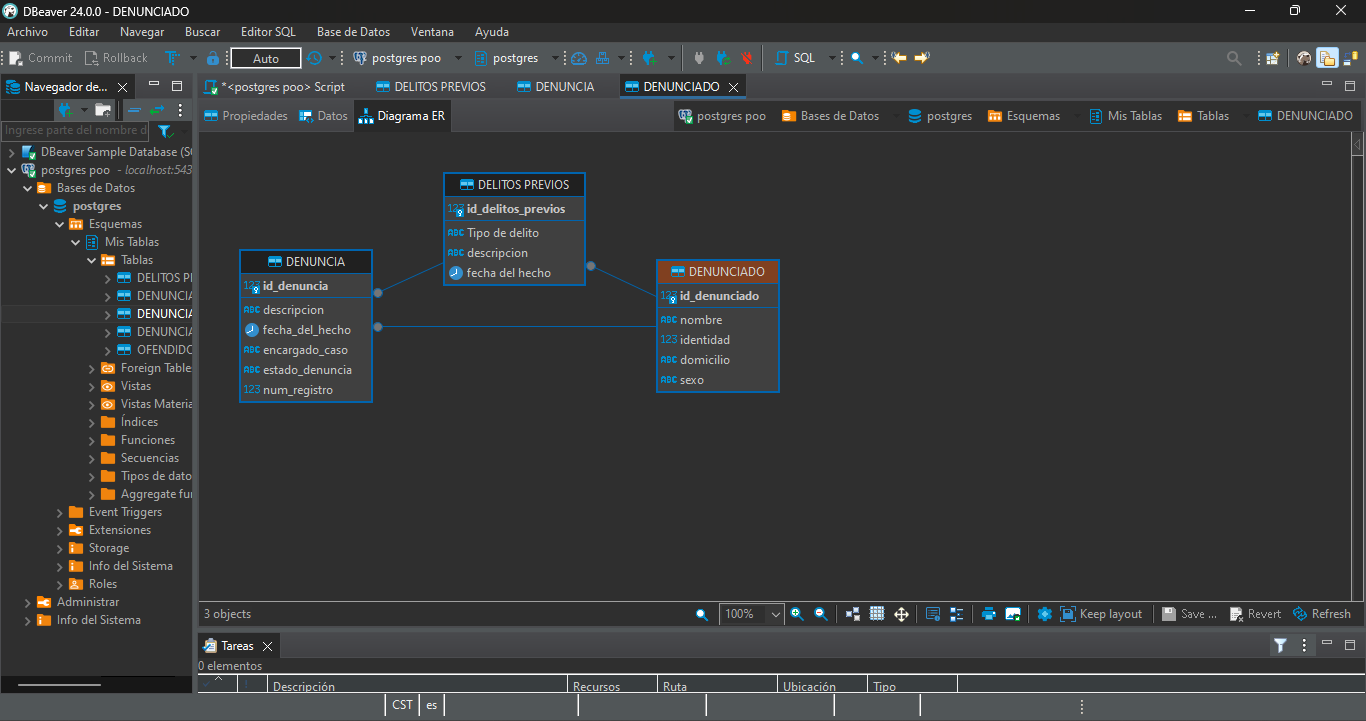 DBeaver 24.0.0 - DENUNCIADO
Archivo Editar Navegar Buscar Editor SQL Base de Datos Ventana Ayuda
Commit Rollback Auto postgres poo postgres SQL
Navegador de...
*<postgres poo> Script DELITOS PREVIOS DENUNCIA DENUNCIADO
Propiedades Datos Diagrama ER
postgres poo Bases de Datos postgres Esquemas Mis Tablas Tablas DENUNCIADO
Ingrese parte del nombre d
DBeaver Sample Database (S
postgres poo - localhost:543
Bases de Datos
postgres
Esquemas
Mis Tablas
Tablas
DELITOS P
DENUNCIA
DENUNCIA
DENUNCIA
OFENDIDO
Foreign Table
Vistas
Vistas Materia
Índices
Funciones
Secuencias
Tipos de dato
Aggregate fu
Event Triggers
Extensiones
Storage
Info del Sistema
Roles
Administrar
Info del Sistema
DENUNCIA
123 id_denuncia
ABC descripcion
fecha_del_hecho
ABC encargado_caso
ABC estado_denuncia
123 num_registro
DELITOS PREVIOS
123 id_delitos_previos
ABC Tipo de delito
ABC descripcion
fecha del hecho
DENUNCIADO
123 id_denunciado
ABC nombre
123 identidad
ABC domicilio
ABC sexo
3 objects
100%
Keep layout Save ... Revert Refresh
Tareas
0 elementos
Descripción Recursos Ruta Ubicación Tipo
CST es